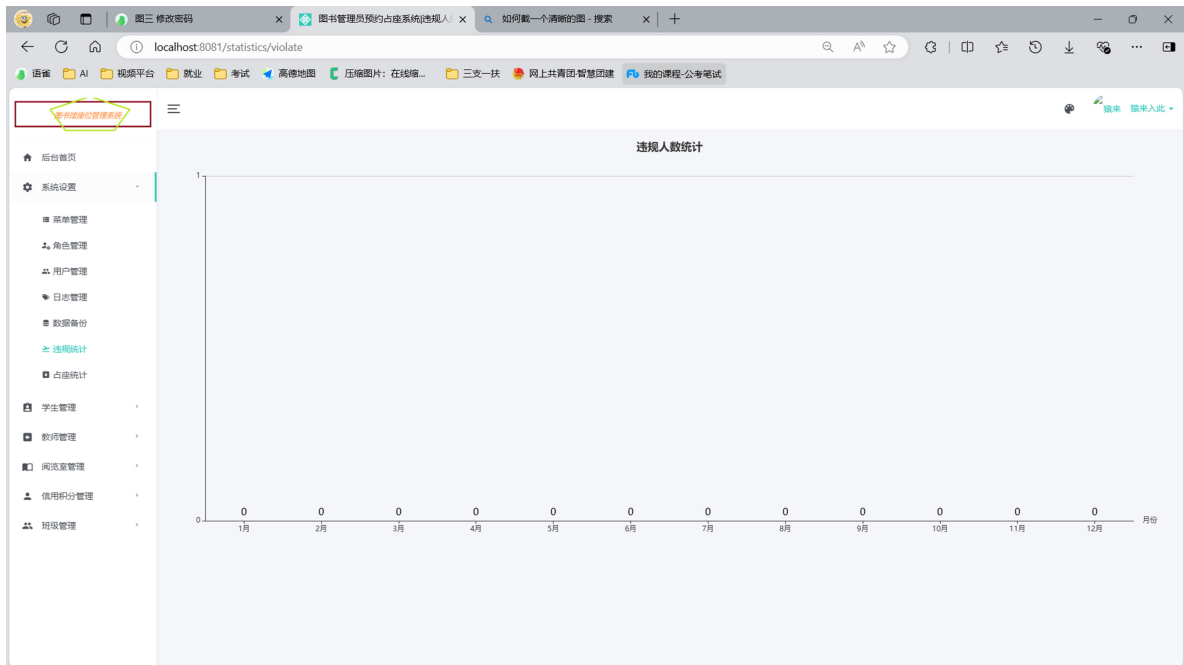 图三 修改密码
图书管理员预约占座系统|违规人
如何截一个清晰的图 - 搜索
localhost:8081/statistics/violate
语雀 AI 视频平台 就业 考试 高德地图 压缩图片：在线缩... 三支一扶 网上共青团·智慧团建 Fb 我的课程-公考笔试
图书馆座位管理系统
猿来 猿来入此
违规人数统计
后台首页
系统设置
菜单管理
角色管理
用户管理
日志管理
数据备份
违规统计
占座统计
学生管理
教师管理
阅览室管理
信用积分管理
班级管理
1
0 0 0 0 0 0 0 0 0 0 0 0
0
1月 2月 3月 4月 5月 6月 7月 8月 9月 10月 11月 12月
月份